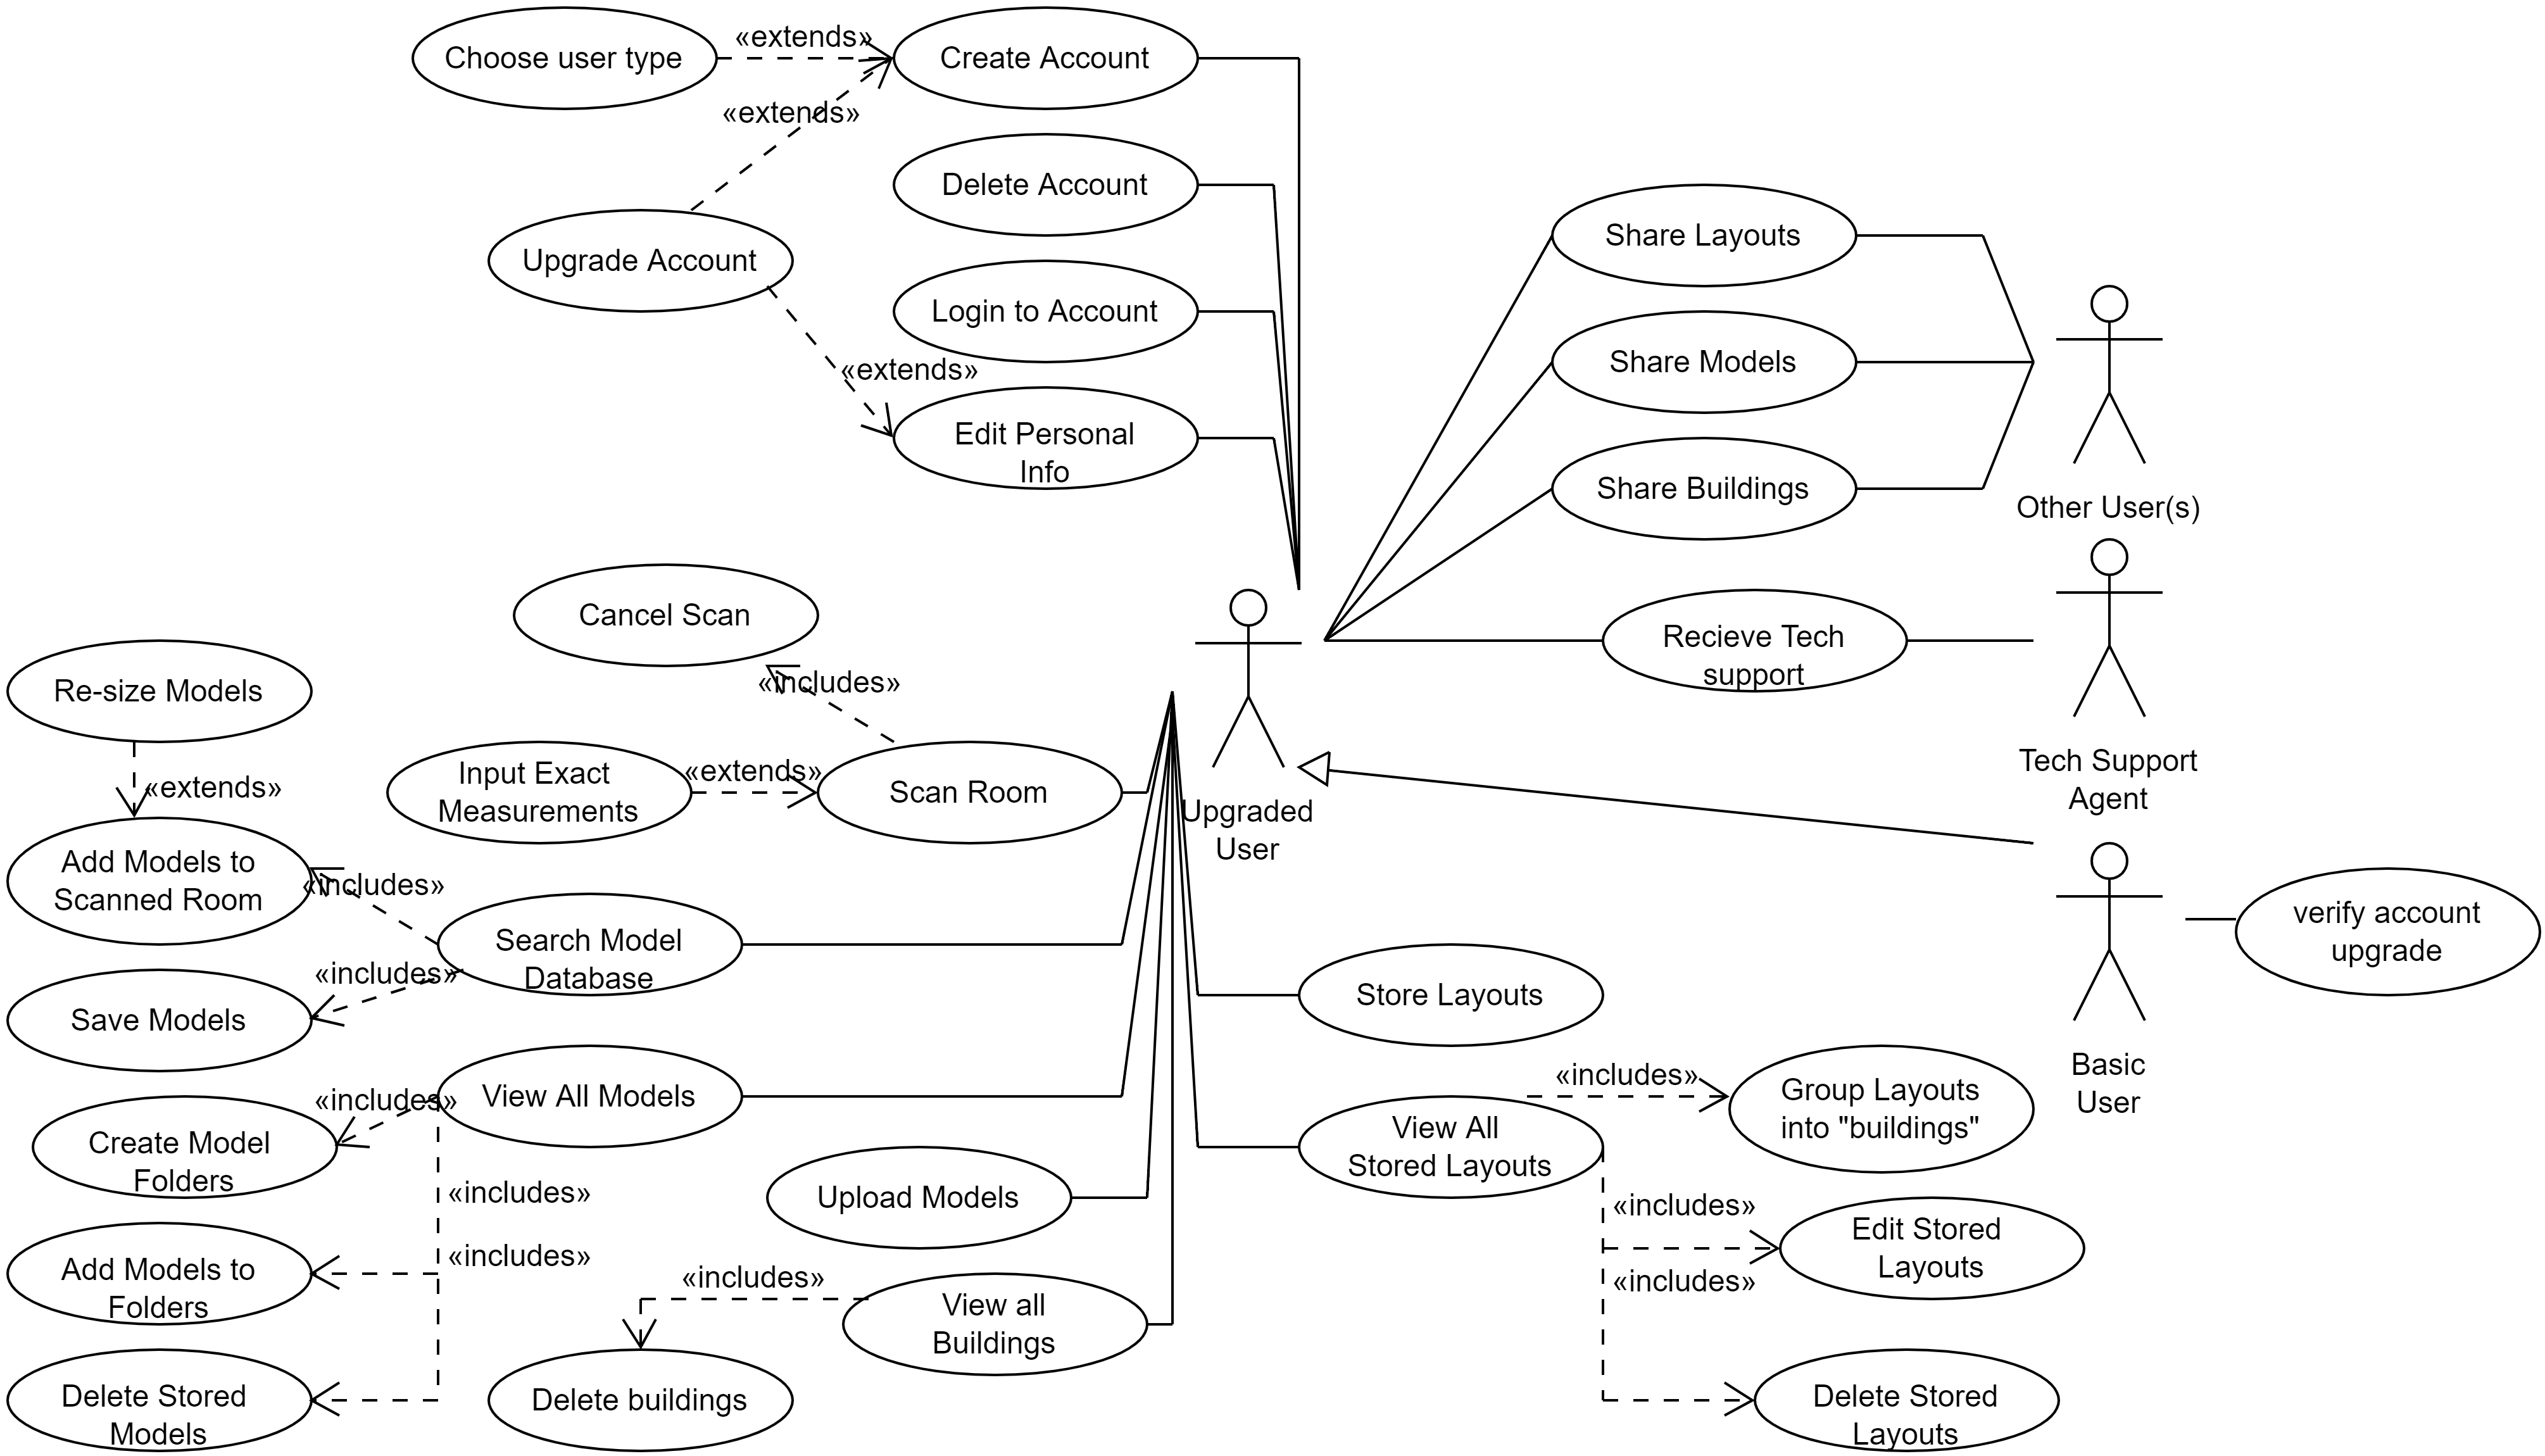 Choose user type
«extends»
Create Account
«extends»
Delete Account
Upgrade Account
Login to Account
«extends»
Edit Personal
Info
Share Layouts
Share Models
Share Buildings
Other User(s)
Cancel Scan
«includes»
Recieve Tech
support
Re-size Models
«extends»
Input Exact
Measurements
«extends»
Scan Room
Upgraded
User
Tech Support
Agent
Add Models to
Scanned Room
«includes»
Search Model
Database
«includes»
Save Models
verify account
upgrade
Store Layouts
Basic
User
«includes»
View All Models
Create Model
Folders
«includes»
«includes»
Add Models to
Folders
Delete Stored
Models
Upload Models
«includes»
View all
Buildings
Delete buildings
View All
Stored Layouts
«includes»
Group Layouts
into "buildings"
«includes»
Edit Stored
Layouts
«includes»
Delete Stored
Layouts